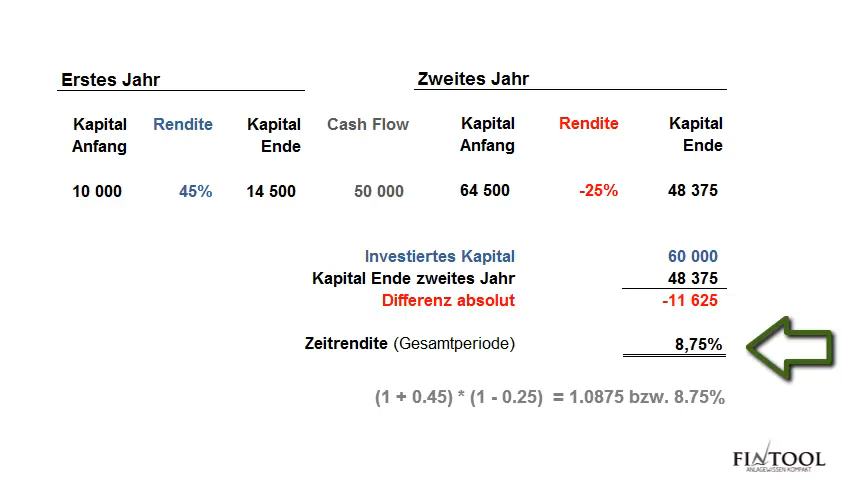 Erstes Jahr
Zweites Jahr
Kapital Anfang
Rendite
Kapital Ende
Cash Flow
Kapital Anfang
Rendite
Kapital Ende
10 000 45% 14 500 50 000 64 500 -25% 48 375
Investiertes Kapital 60 000
Kapital Ende zweites Jahr 48 375
Differenz absolut -11 625
Zeitrendite (Gesamtperiode) 8,75%
(1 + 0.45) * (1 - 0.25) = 1.0875 bzw. 8.75%
FINTOOL
ANLAGEWISSEN KOMPAKT